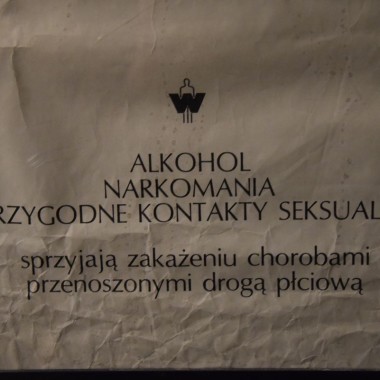 W
ALKOHOL
NARKOMANIA
RZYGODNE KONTAKTY SEKSUAL
sprzyjają zakażeniu chorobami
przenoszonymi drogą płciową